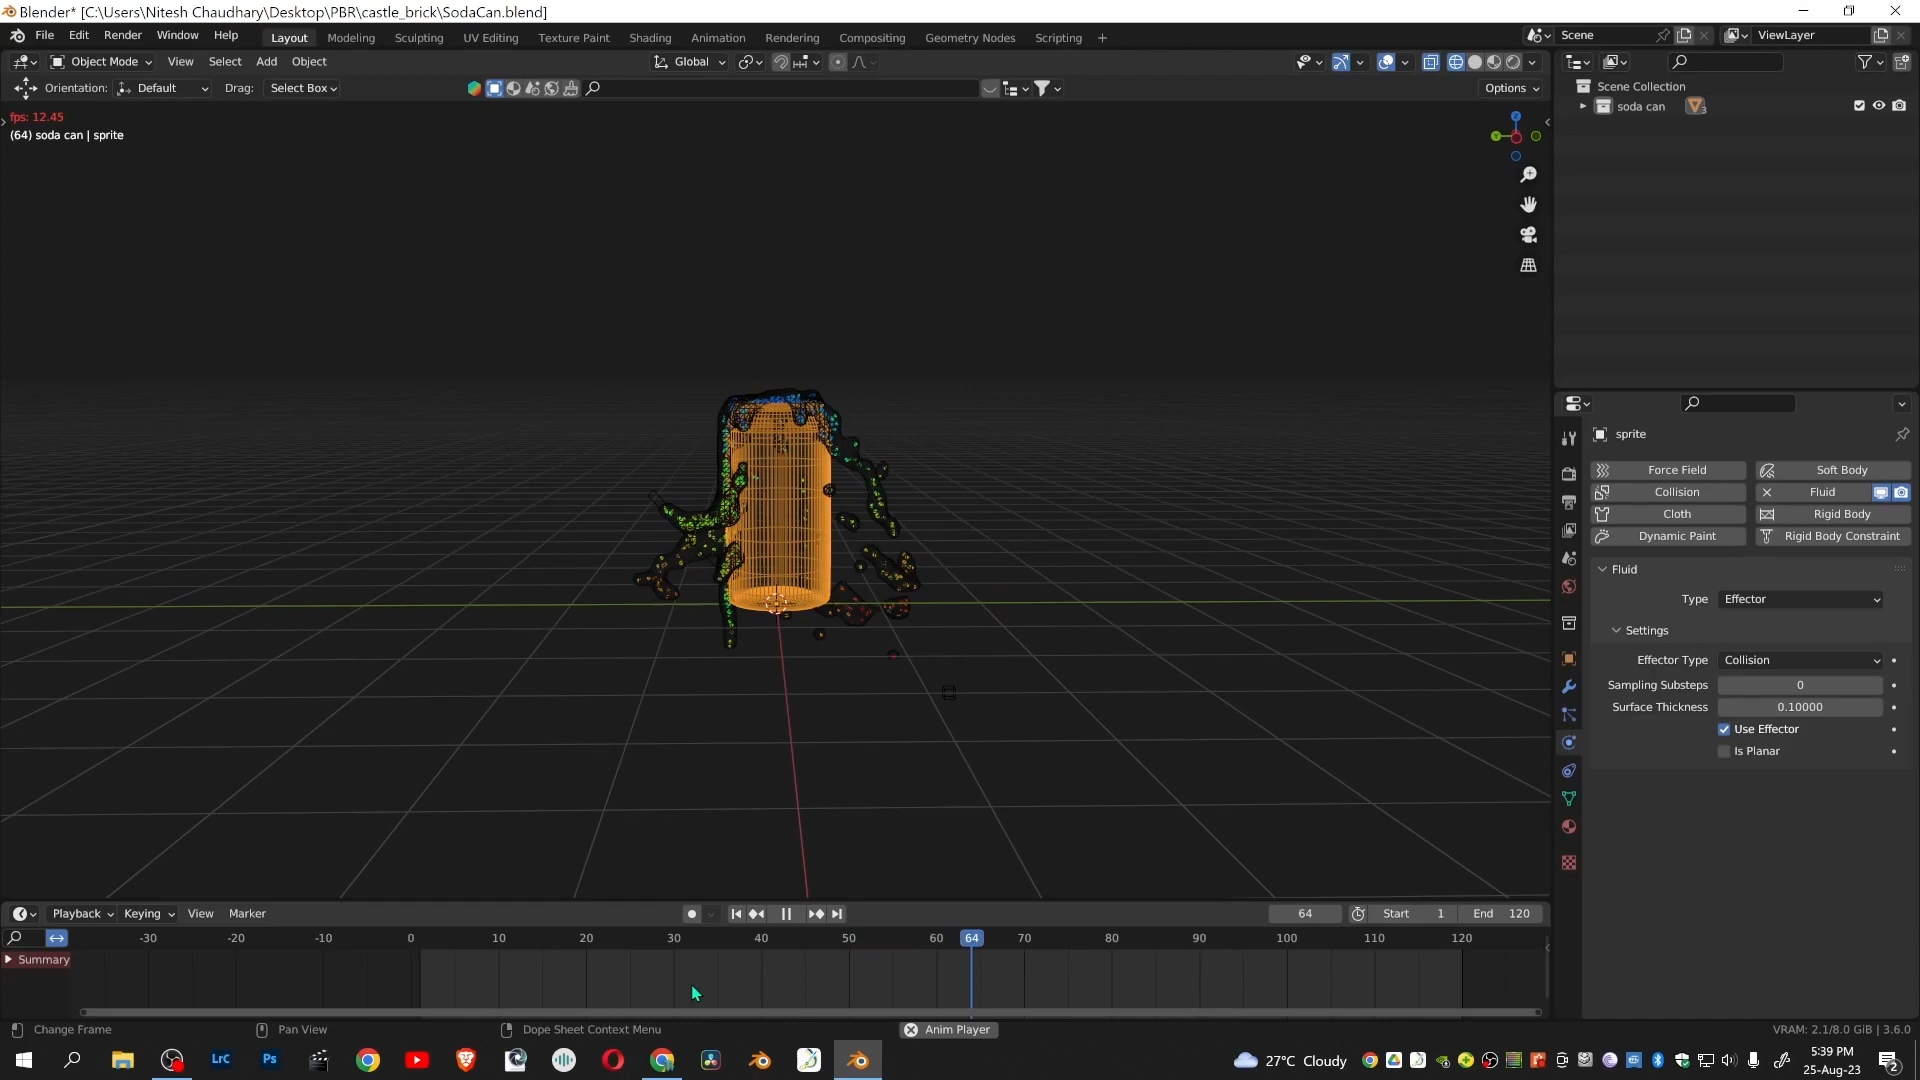 Blender* [C:\Users\Nitesh Chaudhary\Desktop\PBR\castle_brick\SodaCan.blend]
File Edit Render Window Help Layout Modeling Sculpting UV Editing Texture Paint Shading Animation Rendering Compositing Geometry Nodes Scripting + Scene ViewLayer
Object Mode View Select Add Object Global
Orientation: Default Drag: Select Box Options
Scene Collection
soda can 3
fps: 12.45
(64) soda can | sprite
Z
Y
sprite
Force Field Soft Body
Collision Fluid
Cloth Rigid Body
Dynamic Paint Rigid Body Constraint
Fluid
Type Effector
Settings
Effector Type Collision
Sampling Substeps 0
Surface Thickness 0.10000
Use Effector
Is Planar
Playback Keying View Marker 64 Start 1 End 120
-30 -20 -10 0 10 20 30 40 50 60 64 70 80 90 100 110 120
Summary
Change Frame Pan View Dope Sheet Context Menu Anim Player VRAM: 2.1/8.0 GiB | 3.6.0
LrC Ps 27°C Cloudy 5:39 PM
25-Aug-23 2